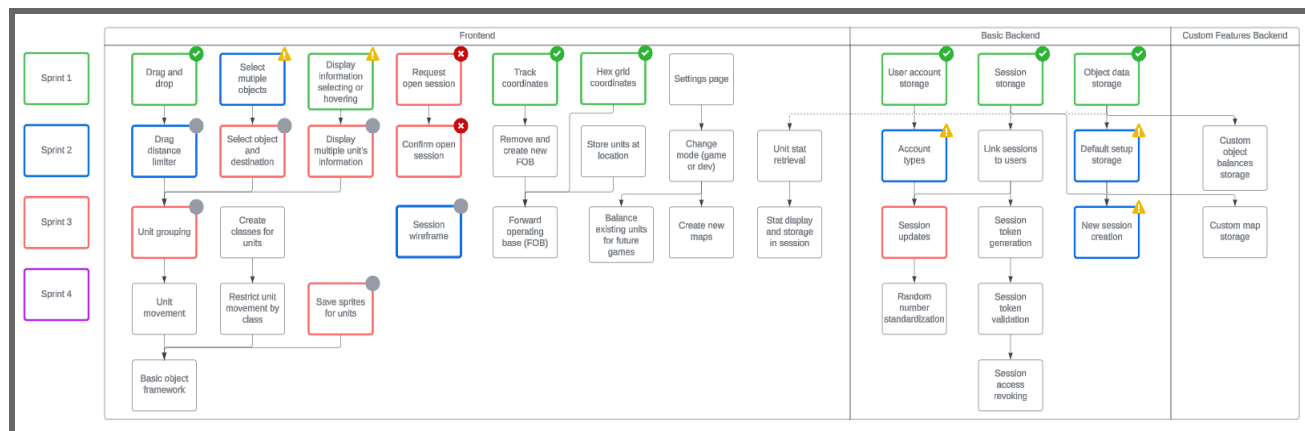 Frontend
Basic Backend
Custom Features Backend
Sprint 1
Drag and
drop
Select
mutiple
objects
Display
information
selecting or
hovering
Request
open session
Track
coordinates
Hex grid
coordinates
Settings page
User account
storage
Session
storage
Object data
storage
Sprint 2
Drag
distance
limiter
Select object
and
destination
Display
multiple unit's
information
Confirm open
session
Remove and
create new
FOB
Store units at
location
Change
mode (game
or dev)
Unit stat
retrieval
Account
types
Link sessions
to users
Default setup
storage
Custom
object
balances
storage
Sprint 3
Unit grouping
Create
classes for
units
Session
wireframe
Forward
operating
base (FOB)
Balance
existing units
for future
games
Create new
maps
Stat display
and storage
in session
Session
updates
Session
token
generation
New session
creation
Custom map
storage
Sprint 4
Unit
movement
Restrict unit
movement by
class
Save sprites
for units
Random
number
standardization
Session
token
validation
Basic object
framework
Session
access
revoking